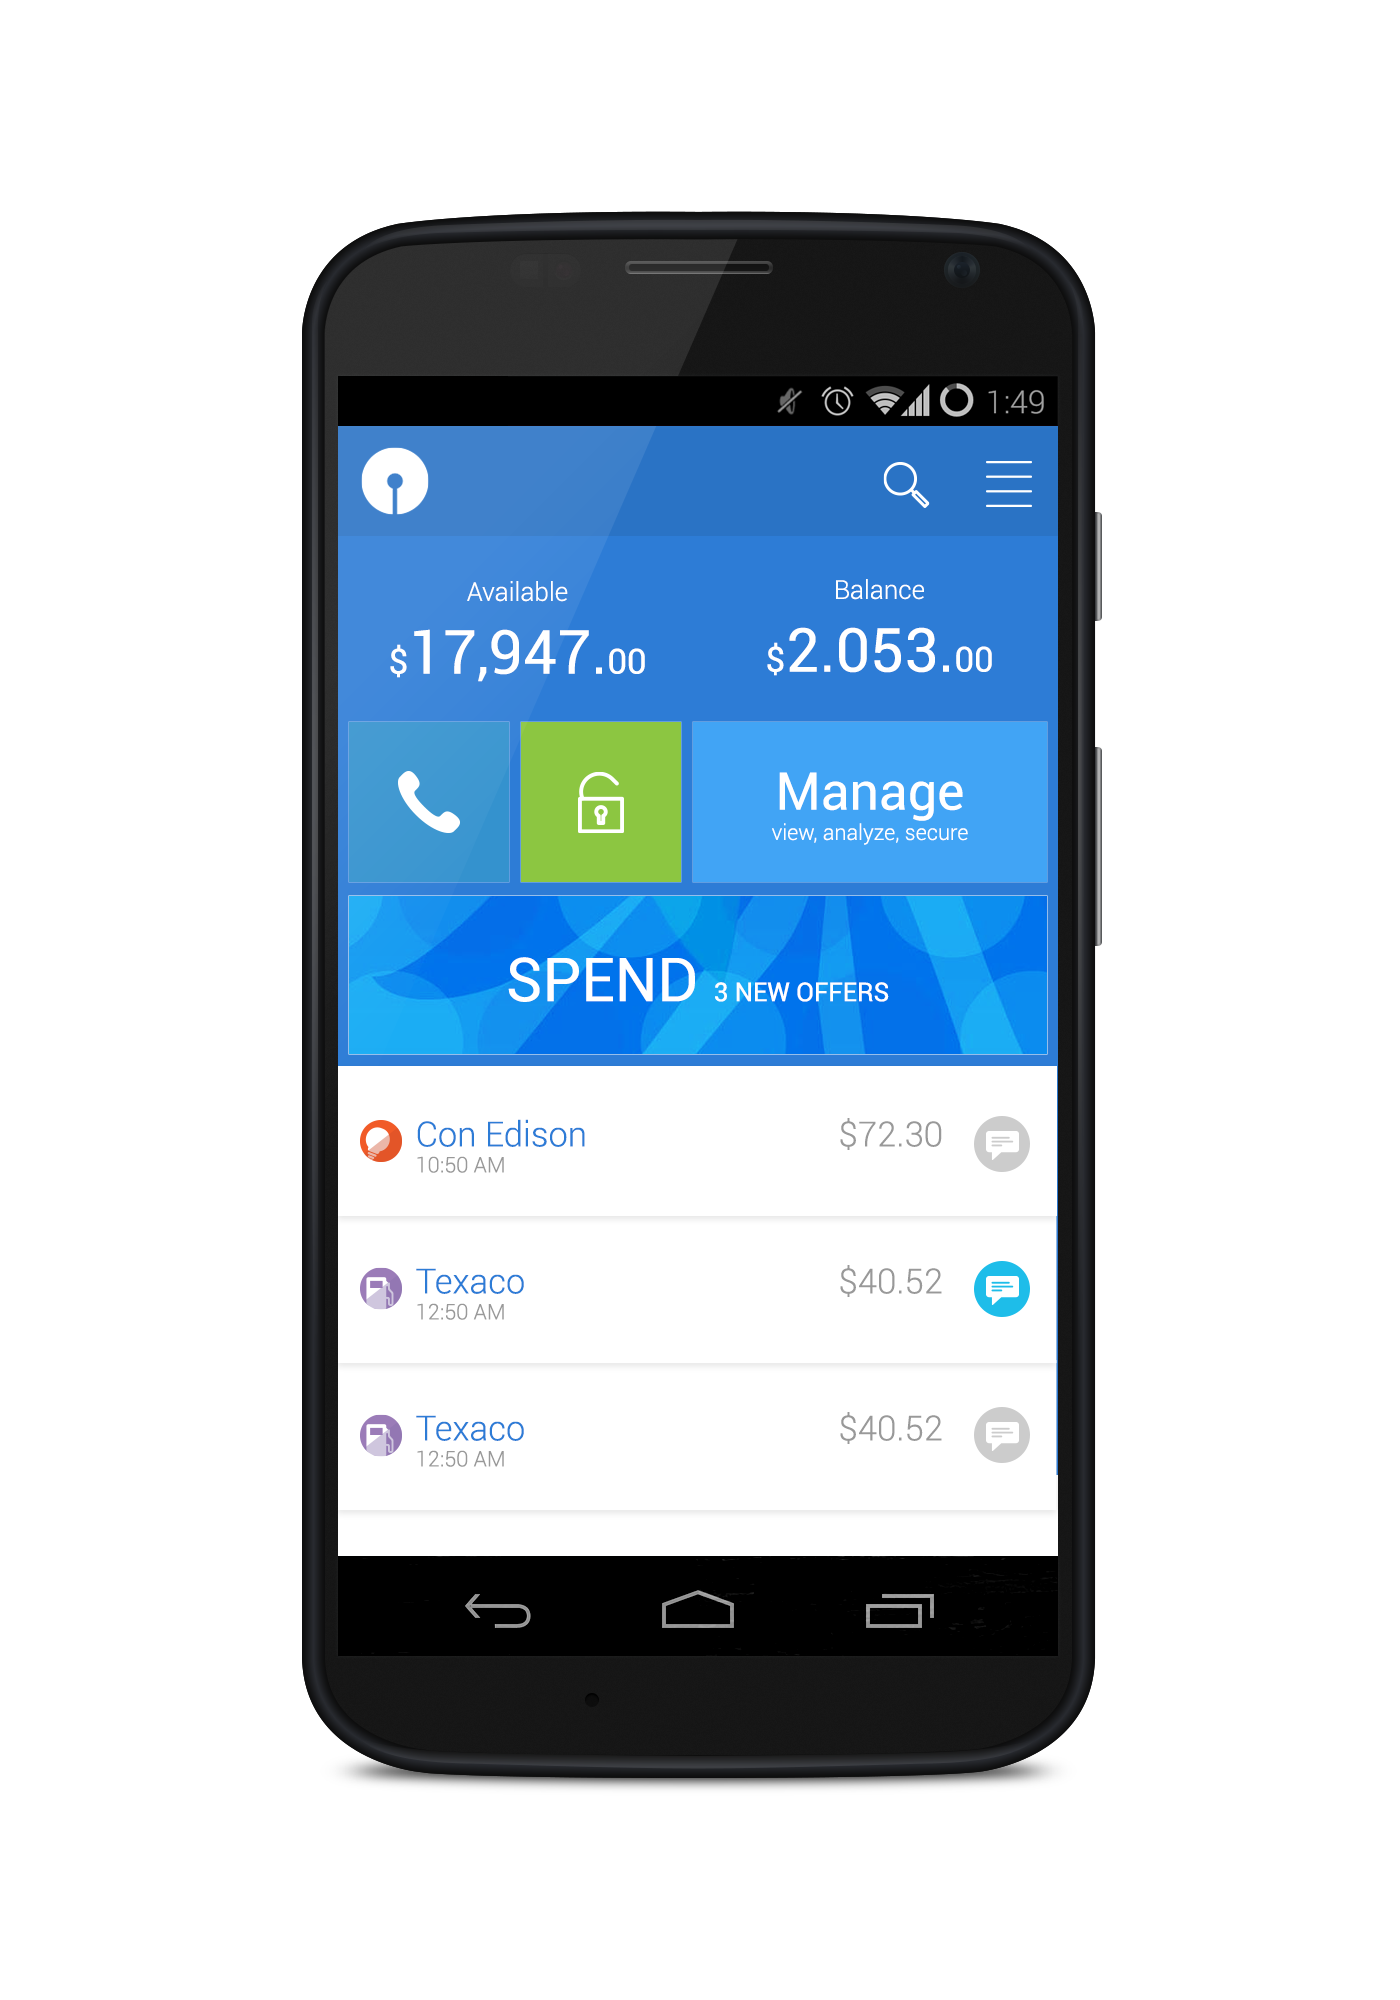 1:49
Available
Balance
$17,947.00
$2.053.00
Manage
view, analyze, secure
SPEND 3 NEW OFFERS
Con Edison
$72.30
10:50 AM
Texaco
$40.52
12:50 AM
Texaco
$40.52
12:50 AM